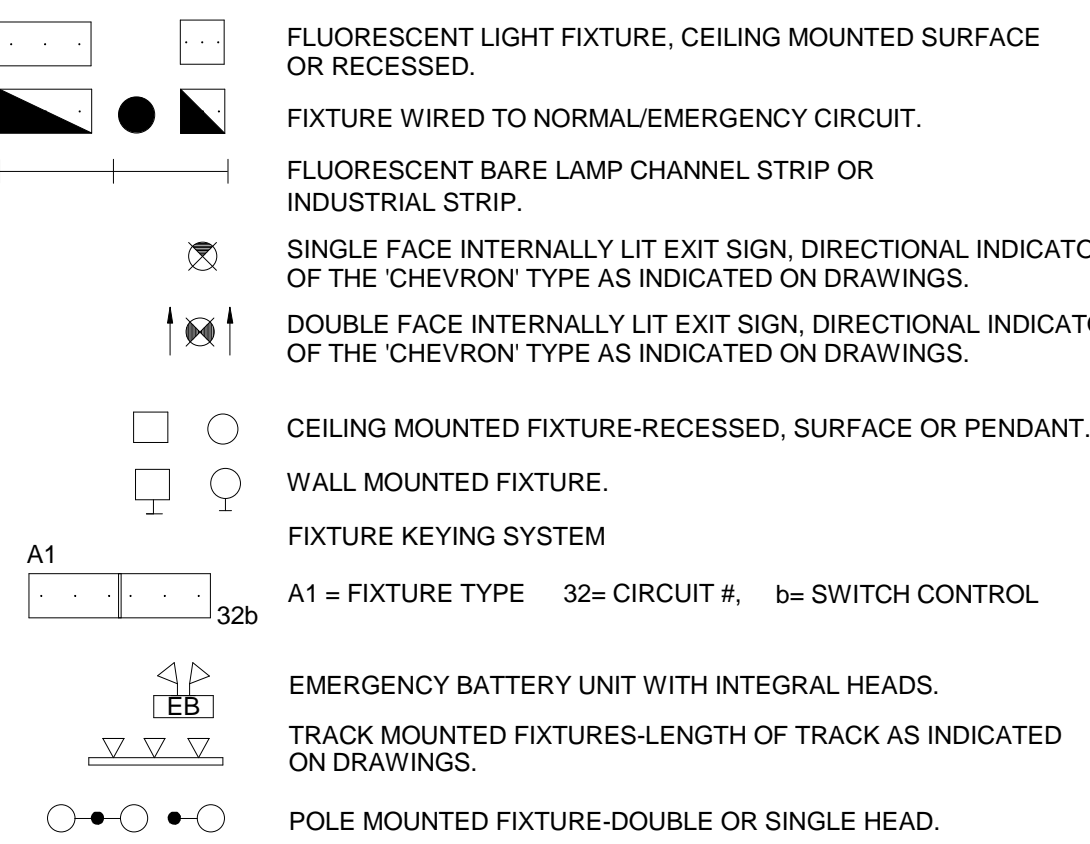 FLUORESCENT LIGHT FIXTURE, CEILING MOUNTED SURFACE
OR RECESSED.
FIXTURE WIRED TO NORMAL/EMERGENCY CIRCUIT.
FLUORESCENT BARE LAMP CHANNEL STRIP OR
INDUSTRIAL STRIP.
SINGLE FACE INTERNALLY LIT EXIT SIGN, DIRECTIONAL INDICATO
OF THE 'CHEVRON' TYPE AS INDICATED ON DRAWINGS.
DOUBLE FACE INTERNALLY LIT EXIT SIGN, DIRECTIONAL INDICATO
OF THE 'CHEVRON' TYPE AS INDICATED ON DRAWINGS.
CEILING MOUNTED FIXTURE-RECESSED, SURFACE OR PENDANT.
WALL MOUNTED FIXTURE.
FIXTURE KEYING SYSTEM
A1
A1 = FIXTURE TYPE 32= CIRCUIT #, b= SWITCH CONTROL
32b
EMERGENCY BATTERY UNIT WITH INTEGRAL HEADS.
EB
TRACK MOUNTED FIXTURES-LENGTH OF TRACK AS INDICATED
ON DRAWINGS.
POLE MOUNTED FIXTURE-DOUBLE OR SINGLE HEAD.